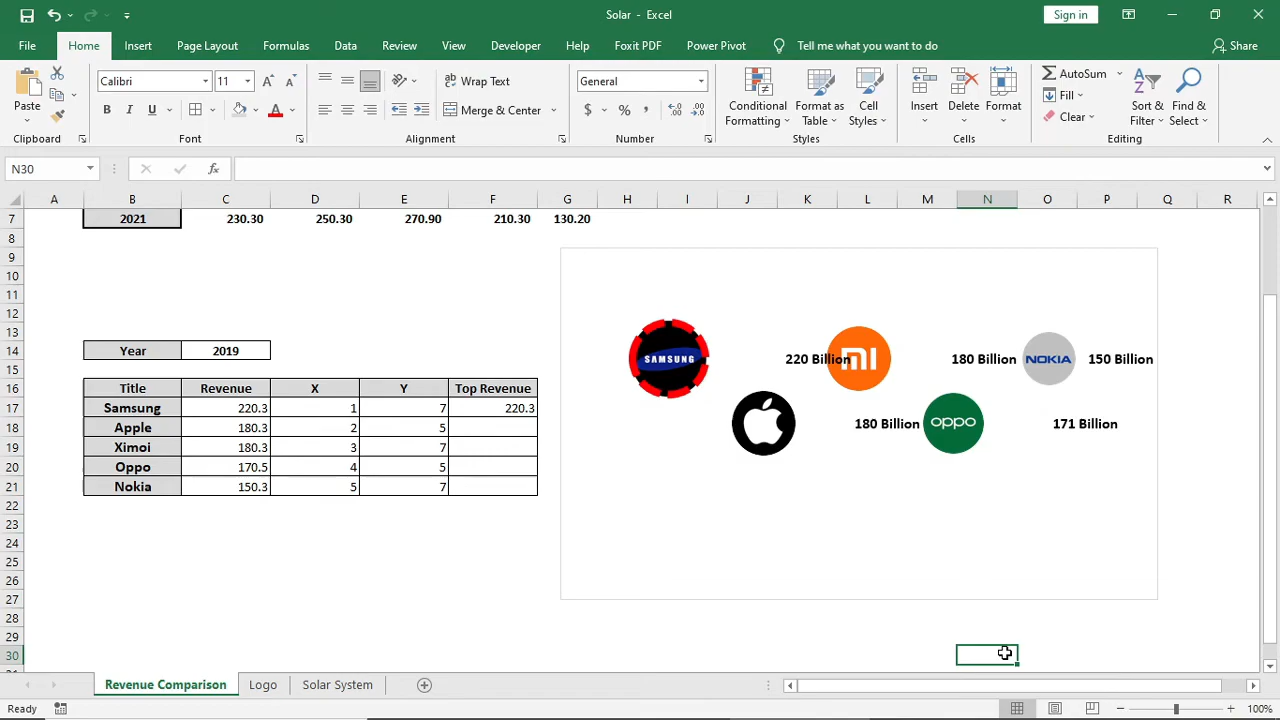 Solar - Excel
Sign in
File Home Insert Page Layout Formulas Data Review View Developer Help Foxit PDF Power Pivot Tell me what you want to do Share
Paste
Calibri 11
B I U
Wrap Text
Merge & Center
General
$ % ,
Conditional Formatting
Format as Table
Cell Styles
Insert Delete Format
AutoSum
Fill
Clear
Sort & Filter
Find & Select
Clipboard Font Alignment Number Styles Cells Editing
N30 fx
A B C D E F G H I J K L M N O P Q R
7 2021 230.30 250.30 270.90 210.30 130.20
8
9
10
11
12
13
14 Year 2019
15
16 Title Revenue X Y Top Revenue
17 Samsung 220.3 1 7 220.3
18 Apple 180.3 2 5
19 Ximoi 180.3 3 7
20 Oppo 170.5 4 5
21 Nokia 150.3 5 7
22
23
24
25
26
27
28
29
30
SAMSUNG 220 Billion MI 180 Billion NOKIA 150 Billion
180 Billion oppo 171 Billion
Revenue Comparison Logo Solar System
Ready 100%